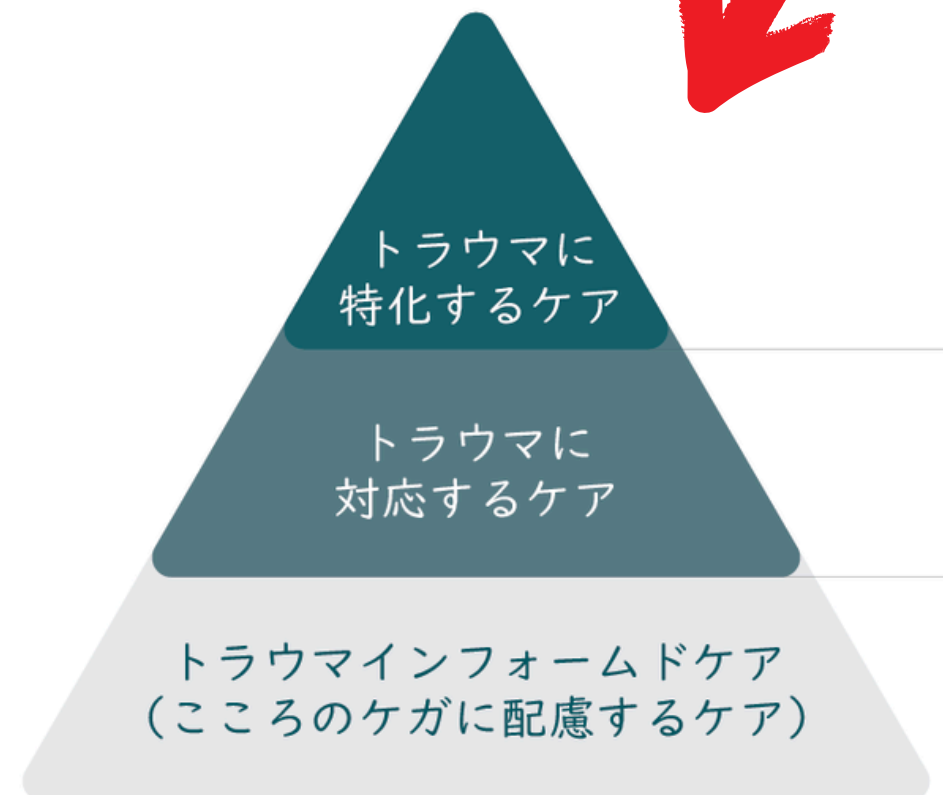 トラウマに
特化するケア
トラウマに
対応するケア
トラウマインフォームドケア
（こころのケガに配慮するケア）